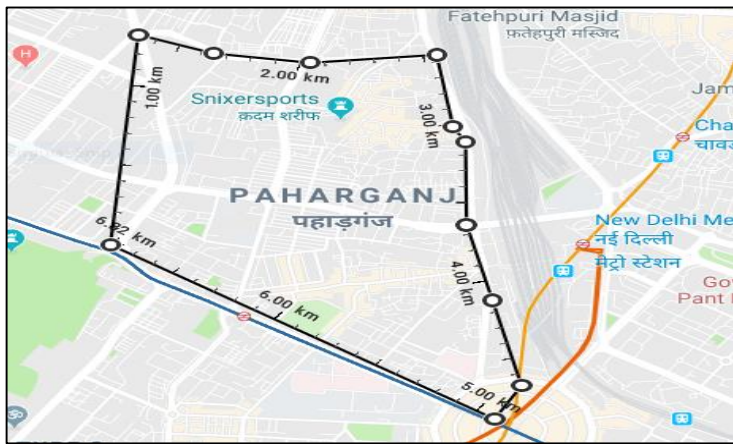 Fatehpuri Masjid
फ़तेहपुरी मस्जिद
H
2.00 km
1.00 km
Snixersports
क़दम शरीफ
3.00 km
Jam
Cha
चावड
PAHARGANJ
पहाड़गंज
6.82 km
New Delhi Me
नई दिल्ली
मेट्रो स्टेशन
4.00 km
6.00 km
Gov
Pant I
5.00 km